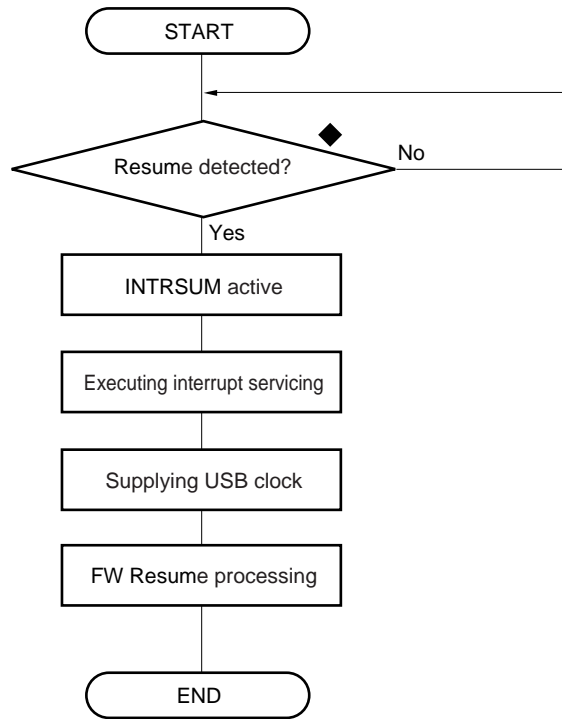 START
Resume detected?
No
Yes
INTRSUM active
Executing interrupt servicing
Supplying USB clock
FW Resume processing
END